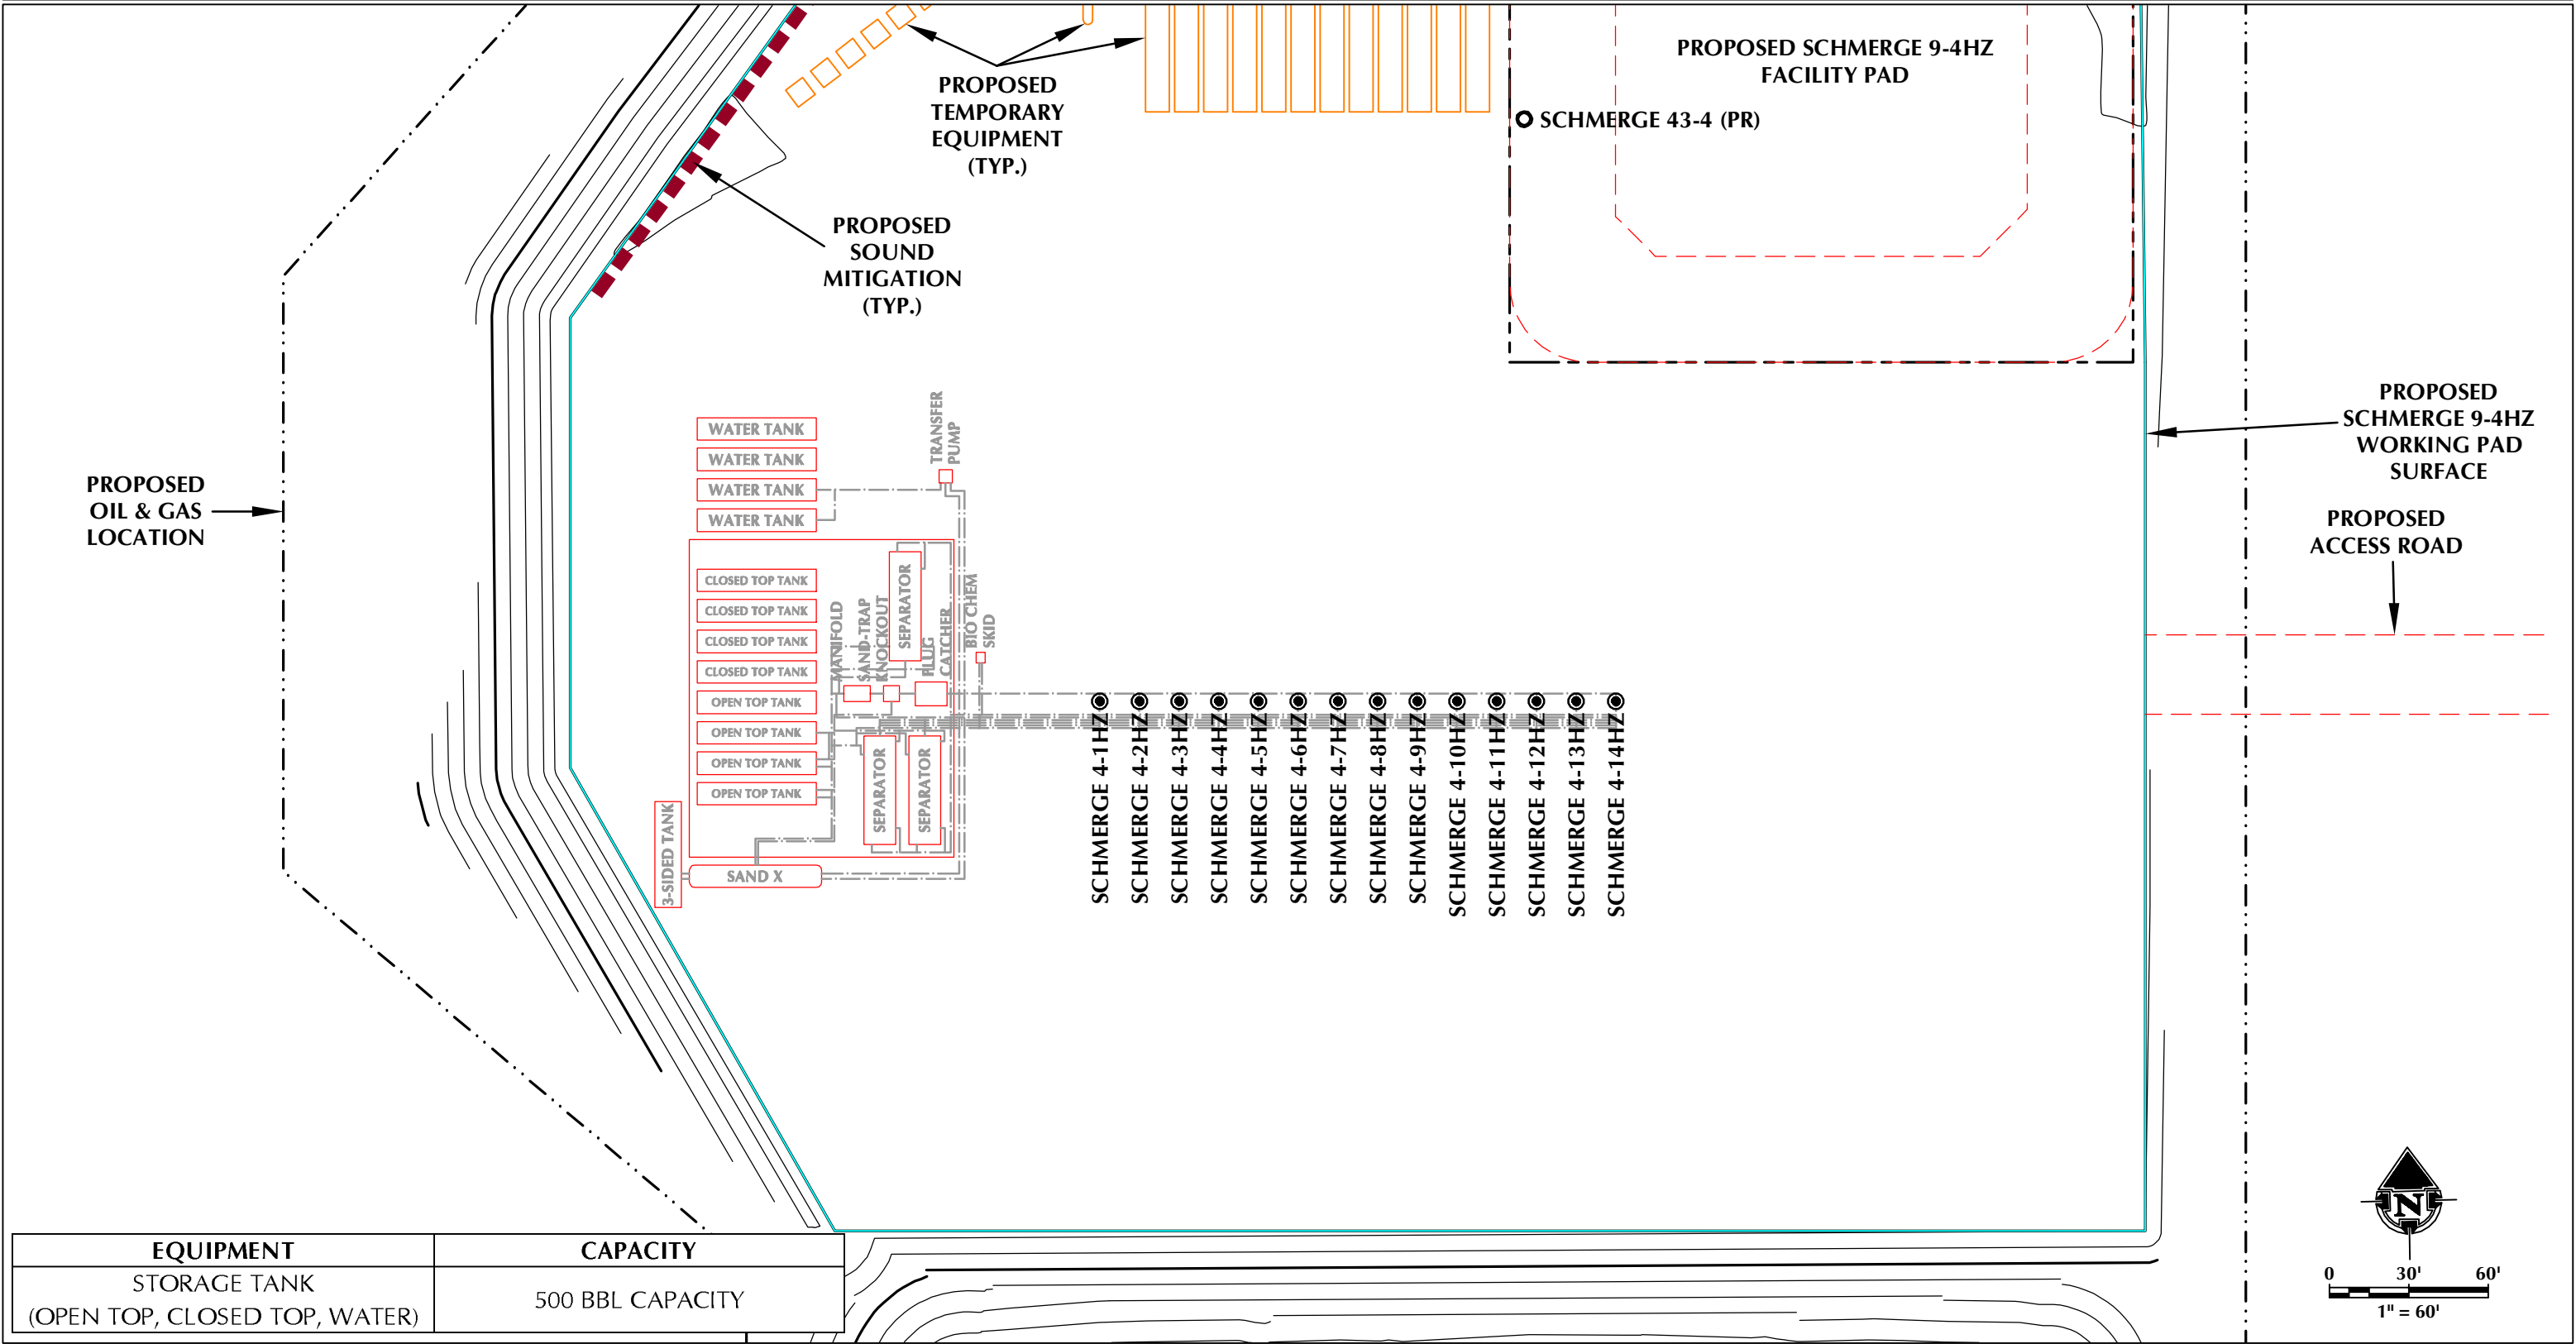 PROPOSED SCHMERGE 9-4HZ
FACILITY PAD
PROPOSED
TEMPORARY
EQUIPMENT
(TYP.)
SCHMERGE 43-4 (PR)
PROPOSED
SOUND
MITIGATION
(TYP.)
PROPOSED
SCHMERGE 9-4HZ
WORKING PAD
SURFACE
PROPOSED
OIL & GAS
LOCATION
PROPOSED
ACCESS ROAD
WATER TANK
WATER TANK
WATER TANK
WATER TANK
TRANSFER
PUMP
CLOSED TOP TANK
CLOSED TOP TANK
CLOSED TOP TANK
CLOSED TOP TANK
OPEN TOP TANK
OPEN TOP TANK
OPEN TOP TANK
OPEN TOP TANK
MANIFOLD
SAND-TRAP
KNOCKOUT
SEPARATOR
PLUG
CATCHER
BIO CHEM
SKID
SEPARATOR
SEPARATOR
3-SIDED TANK
SAND X
SCHMERGE 4-1HZ
SCHMERGE 4-2HZ
SCHMERGE 4-3HZ
SCHMERGE 4-4HZ
SCHMERGE 4-5HZ
SCHMERGE 4-6HZ
SCHMERGE 4-7HZ
SCHMERGE 4-8HZ
SCHMERGE 4-9HZ
SCHMERGE 4-10HZ
SCHMERGE 4-11HZ
SCHMERGE 4-12HZ
SCHMERGE 4-13HZ
SCHMERGE 4-14HZ
EQUIPMENT CAPACITY
STORAGE TANK
(OPEN TOP, CLOSED TOP, WATER)
500 BBL CAPACITY
N
0 30' 60'
1" = 60'